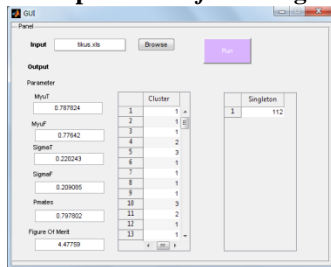 GUI
Panel
Input
tikus.xls
Browse
Run
Output
Parameter
MyuT
0.787824
MyuF
0.77642
SigmaT
0.220243
SigmaF
0.209085
Pmates
0.797802
Figure Of Merit
4.47759
Cluster
1 1
2 1
3 1
4 2
5 3
6 1
7 1
8 1
9 1
10 3
11 2
12 1
13 1
Singleton
1 112